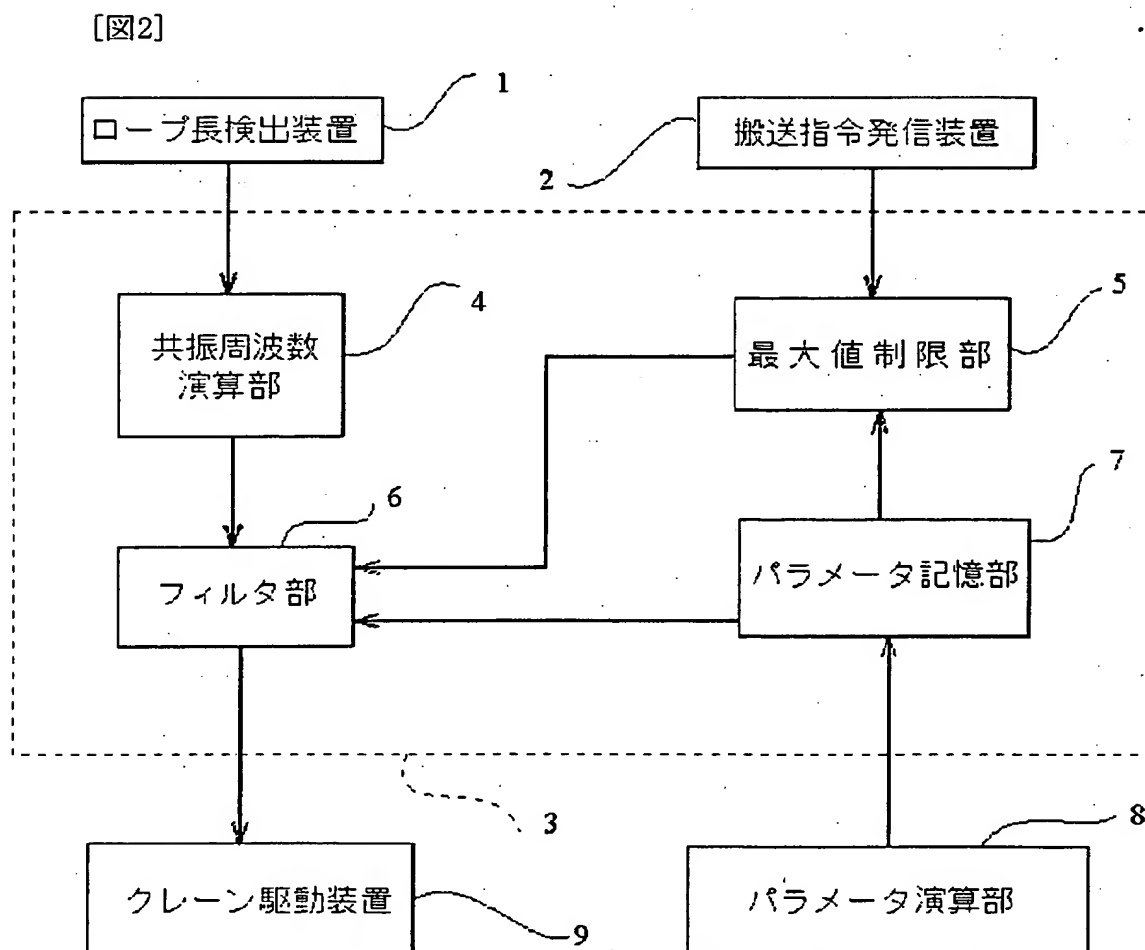 [図2]
1
ロープ長検出装置
搬送指令発信装置
2
4
5
共振周波数
演算部
最大値制限部
7
6
フィルタ部
パラメータ記憶部
3
8
クレーン駆動装置
パラメータ演算部
9